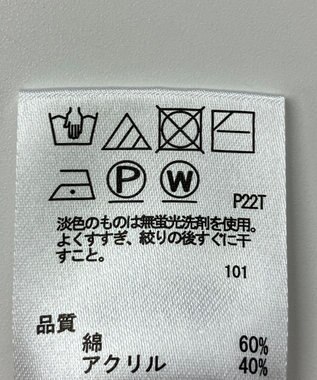 P W P22T
淡色のものは無蛍光洗剤を使用。
よくすすぎ、絞りの後すぐに干
すこと。
101
品質
綿 60%
アクリル 40%